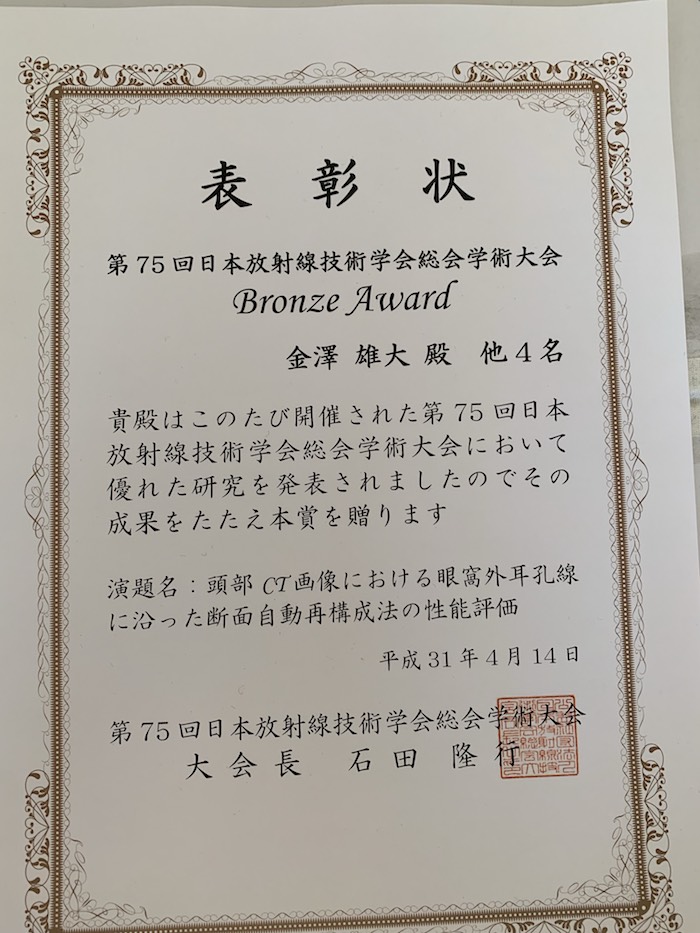 表彰状
第75回日本放射線技術学会総会学術大会
Bronze Award
金澤 雄大 殿 他4名
貴殿はこのたび開催された第75回日本
放射線技術学会総会学術大会において
優れた研究を発表されましたのでその
成果をたたえ本賞を贈ります
演題名：頭部CT画像における眼窩外耳孔線
に沿った断面自動再構成法の性能評価
平成31年4月14日
第75回日本放射線技術学会総会学術大会
大会長 石田 隆行